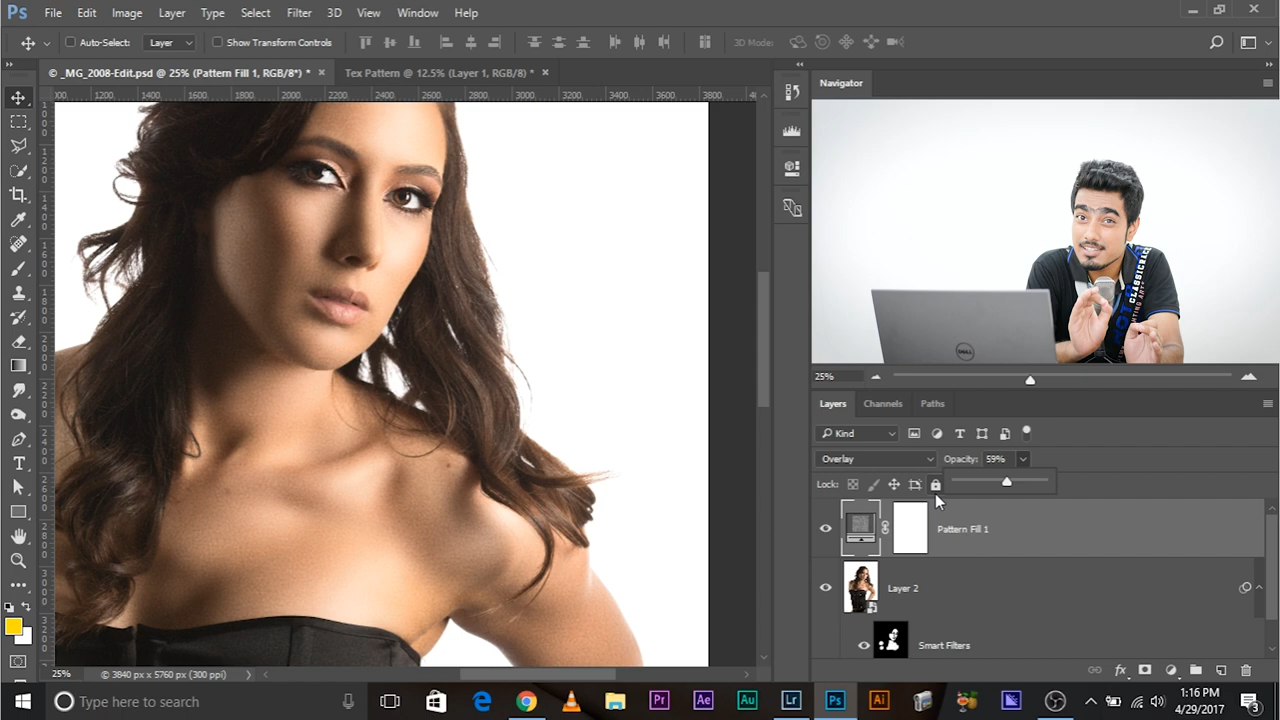 Ps File Edit Image Layer Type Select Filter 3D View Window Help
Auto-Select: Layer Show Transform Controls 3D Mode:
© _MG_2008-Edit.psd @ 25% (Pattern Fill 1, RGB/8*) * × Tex Pattern @ 12.5% (Layer 1, RGB/8) * ×
1200 1400 1600 1800 2000 2200 2400 2600 2800 3000 3200 3400 3600 3800
Navigator
CLASSICRAC
DELL
25%
Layers Channels Paths
Kind
Overlay Opacity: 59%
Lock:
Pattern Fill 1
Layer 2
Smart Filters
25% © 3840 px x 5760 px (300 ppi)
Type here to search
Pr Ae Au Lr Ps Ai
1:16 PM
4/29/2017
3